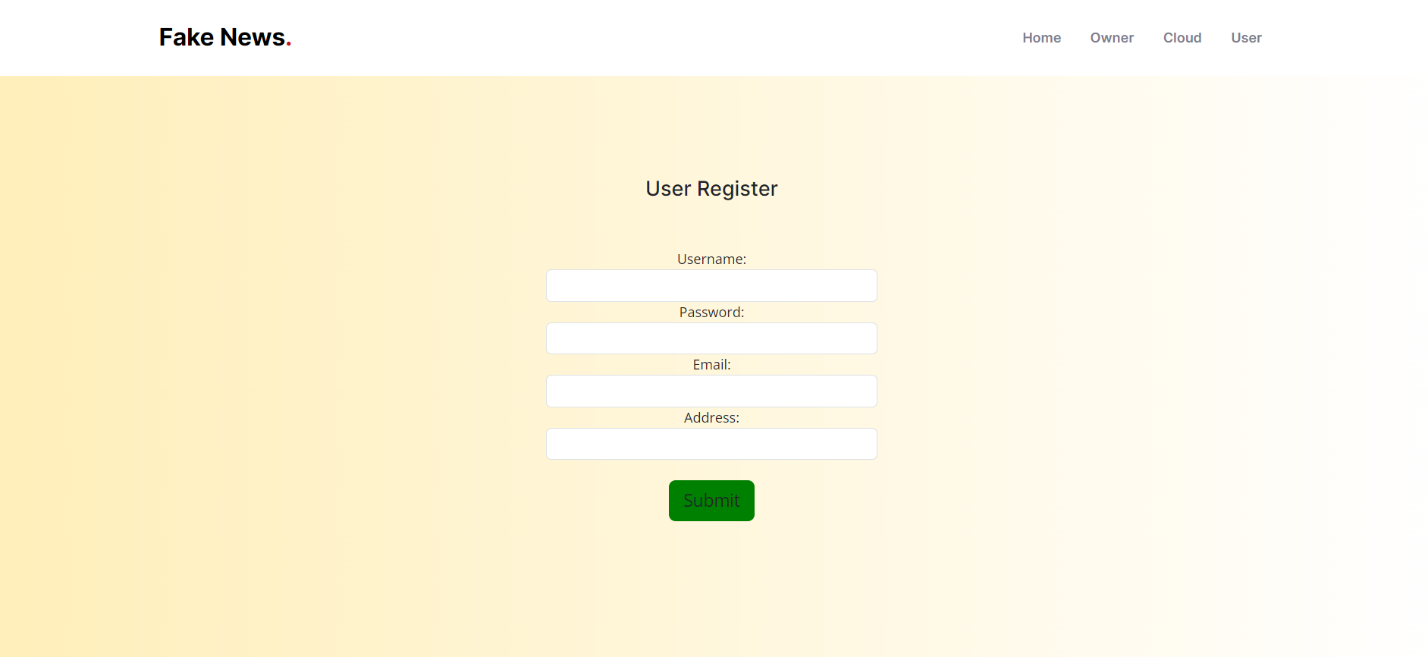 Fake News.
Home Owner Cloud User
User Register
Username:
Password:
Email:
Address:
Submit